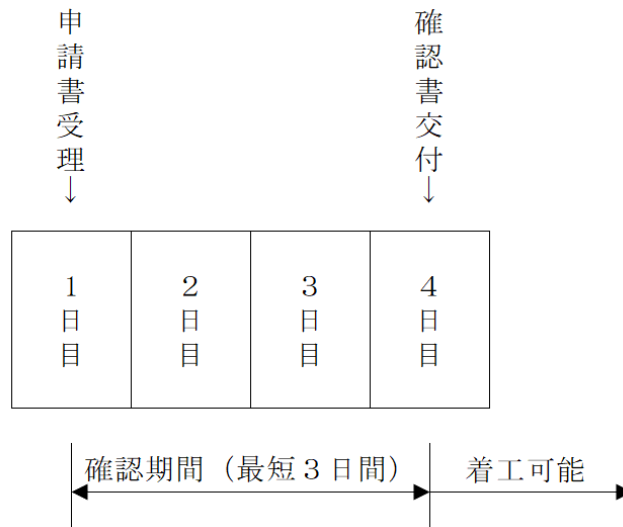 申請書受理
↓
確認書交付
↓
1日目
2日目
3日目
4日目
確認期間（最短３日間）
着工可能